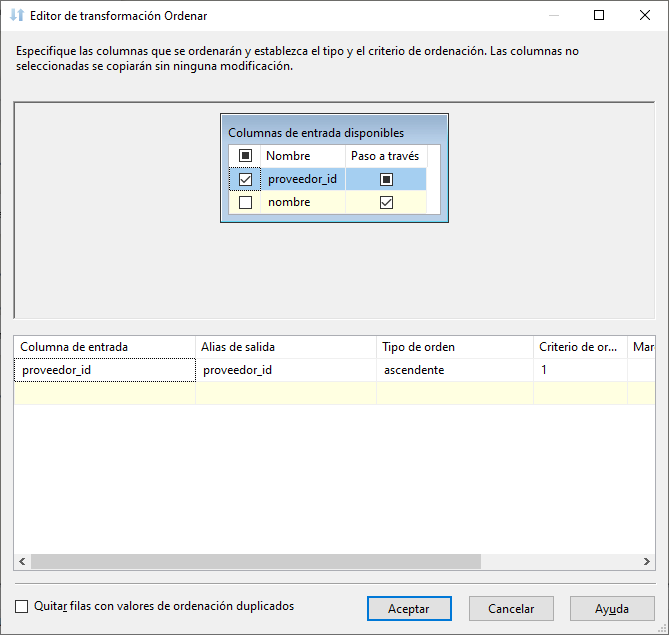 Editor de transformación Ordenar
Especifique las columnas que se ordenarán y establezca el tipo y el criterio de ordenación. Las columnas no
seleccionadas se copiarán sin ninguna modificación.
Columnas de entrada disponibles
Nombre Paso a través
proveedor_id
nombre
Columna de entrada Alias de salida Tipo de orden Criterio de or... Mar
proveedor_id proveedor_id ascendente 1
Quitar filas con valores de ordenación duplicados
Aceptar Cancelar Ayuda